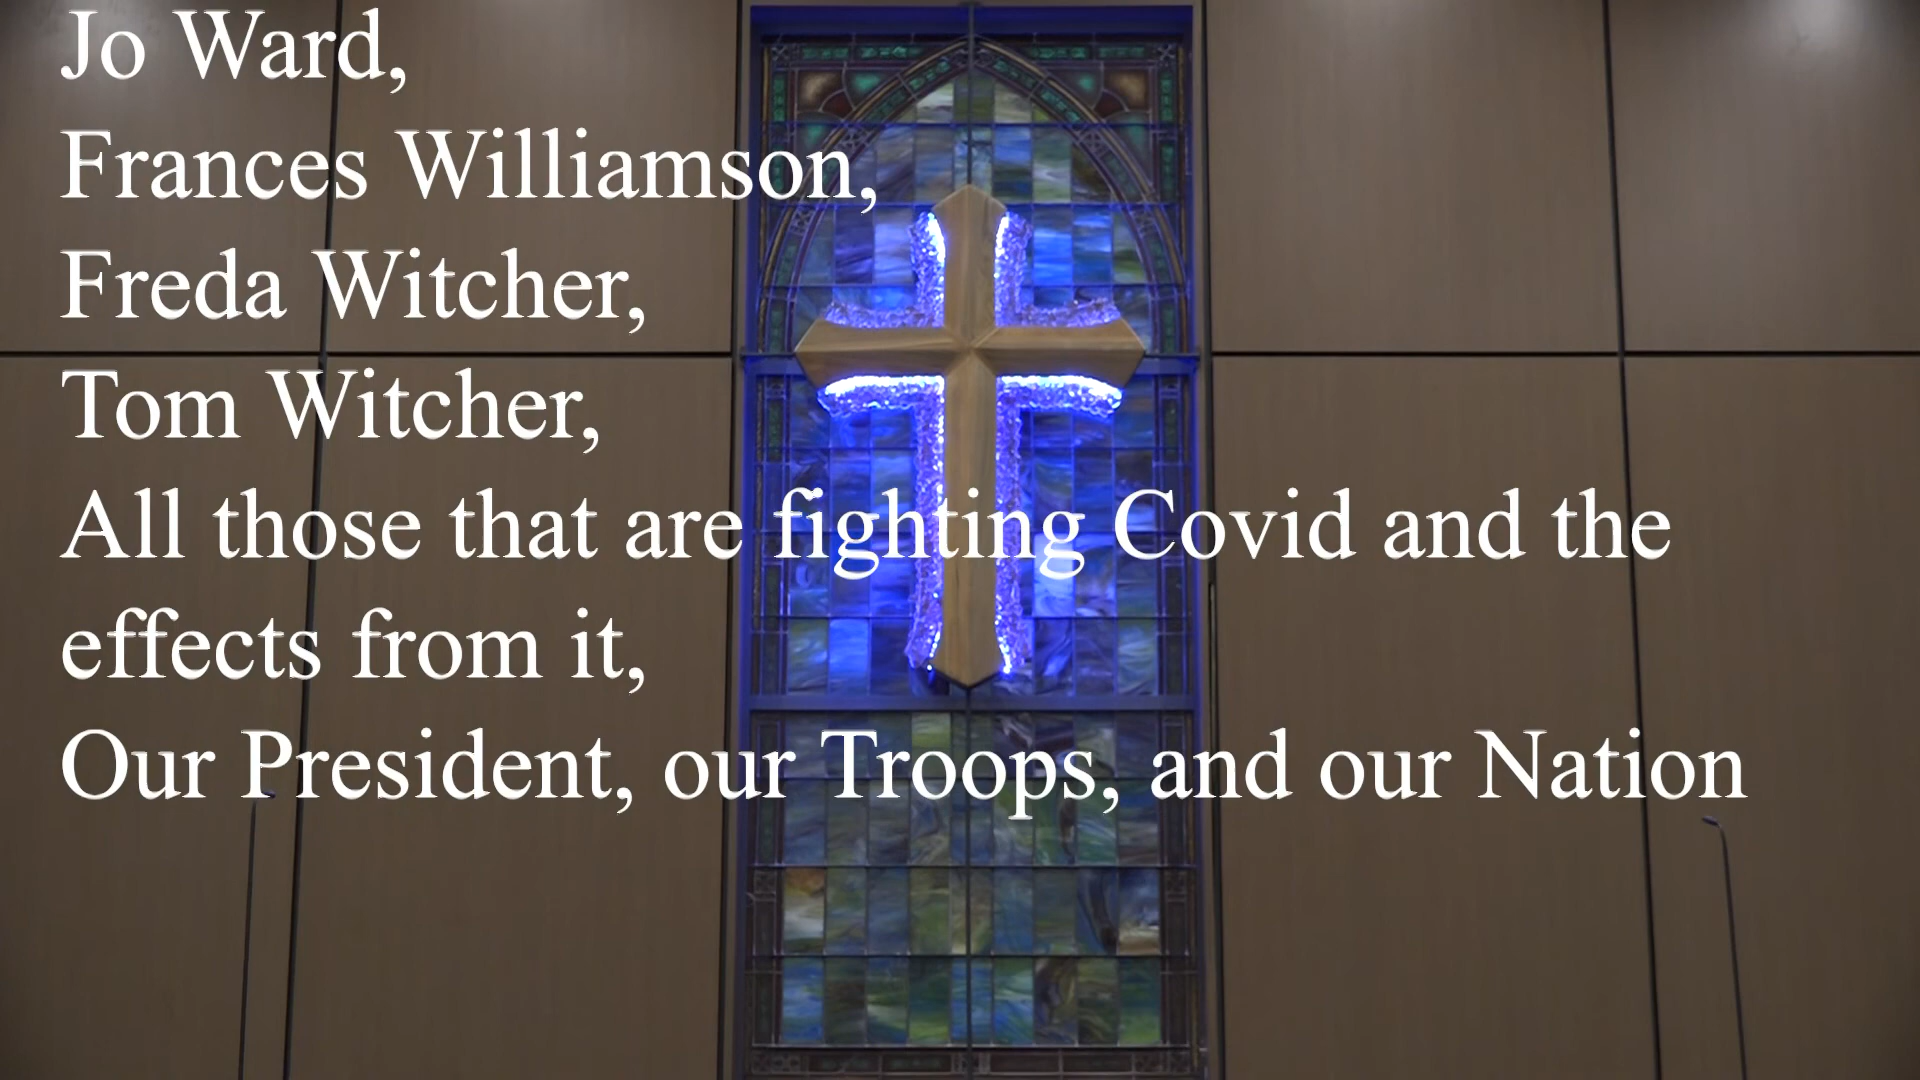 Jo Ward,
Frances Williamson,
Freda Witcher,
Tom Witcher,
All those that are fighting Covid and the
effects from it,
Our President, our Troops, and our Nation